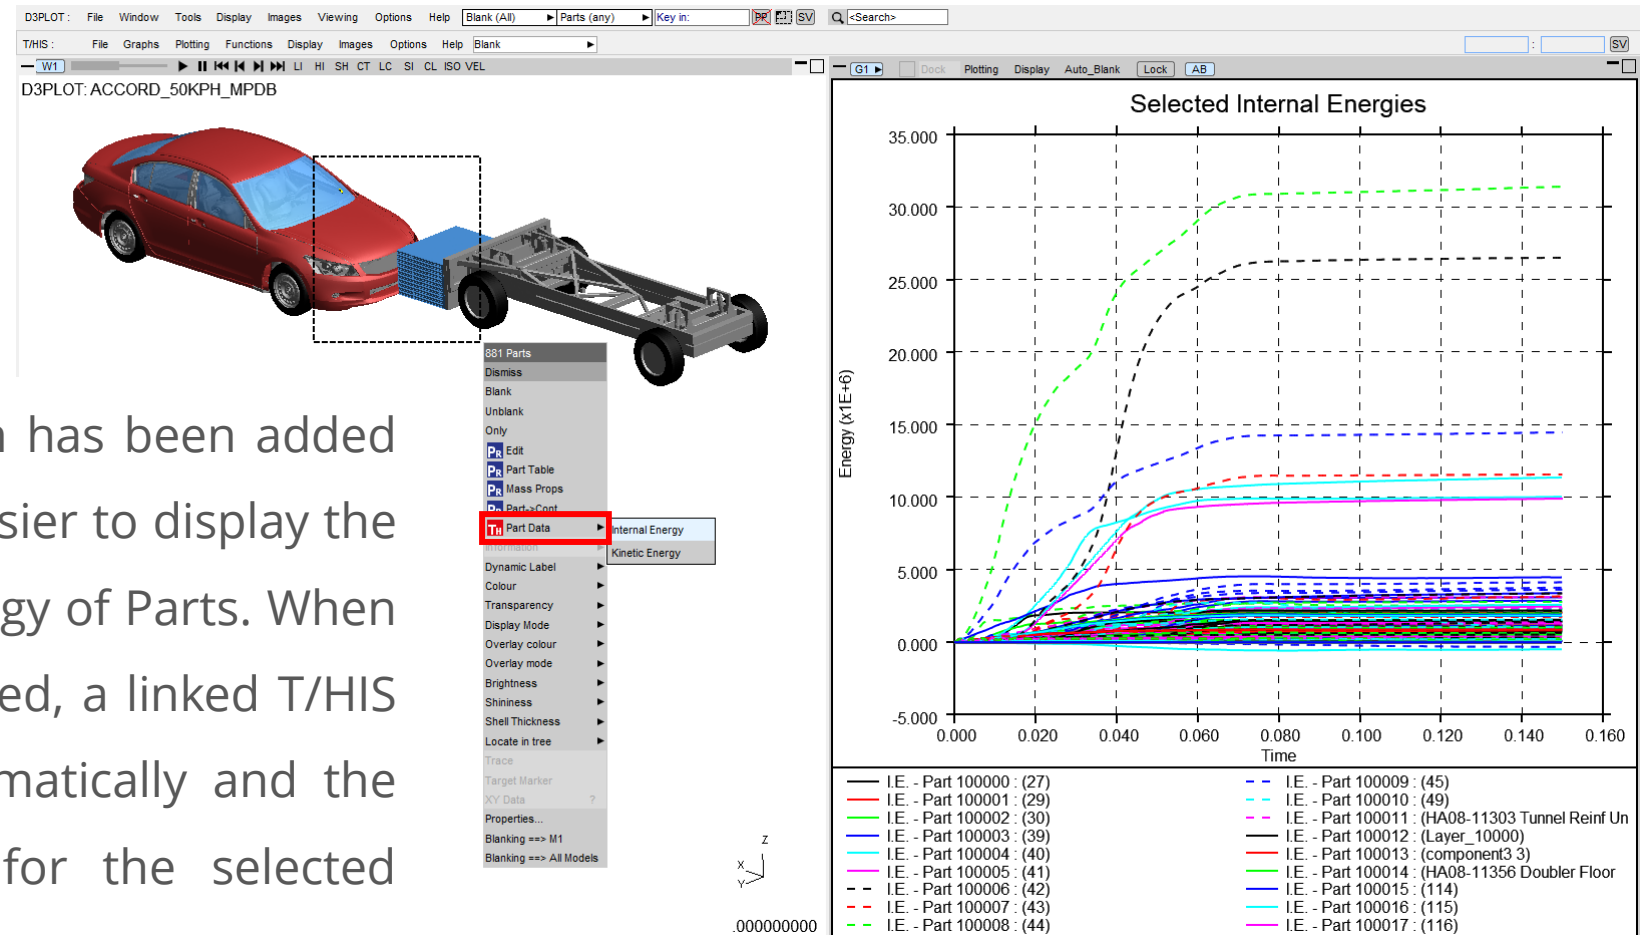 D3PLOT : File Window Tools Display Images Viewing Options Help Blank (All) Parts (any) Key in: SV <Search>
T/HIS : File Graphs Plotting Functions Display Images Options Help Blank : SV
W1 LI HI SH CT LC SI CL ISO VEL
G1 Dock Plotting Display Auto_Blank Lock AB
D3PLOT: ACCORD_50KPH_MPDB
881 Parts
Dismiss
Blank
Unblank
Only
PR Edit
PR Part Table
PR Mass Props
PR Part->Cont
TH Part Data
Internal Energy
Kinetic Energy
Information
Dynamic Label
Colour
Transparency
Display Mode
Overlay colour
Overlay mode
Brightness
Shininess
Shell Thickness
Locate in tree
Trace
Target Marker
XY Data ?
Properties...
Blanking ==> M1
Blanking ==> All Models
has been added
to display the
of Parts. When
a linked T/HIS
and the
for the selected
Z
X
Y
.000000000
Selected Internal Energies
Energy (x1E+6)
35.000
30.000
25.000
20.000
15.000
10.000
5.000
0.000
-5.000
0.000 0.020 0.040 0.060 0.080 0.100 0.120 0.140 0.160
Time
I.E. - Part 100000 : (27)
I.E. - Part 100001 : (29)
I.E. - Part 100002 : (30)
I.E. - Part 100003 : (39)
I.E. - Part 100004 : (40)
I.E. - Part 100005 : (41)
I.E. - Part 100006 : (42)
I.E. - Part 100007 : (43)
I.E. - Part 100008 : (44)
I.E. - Part 100009 : (45)
I.E. - Part 100010 : (49)
I.E. - Part 100011 : (HA08-11303 Tunnel Reinf Un
I.E. - Part 100012 : (Layer_10000)
I.E. - Part 100013 : (component3 3)
I.E. - Part 100014 : (HA08-11356 Doubler Floor
I.E. - Part 100015 : (114)
I.E. - Part 100016 : (115)
I.E. - Part 100017 : (116)